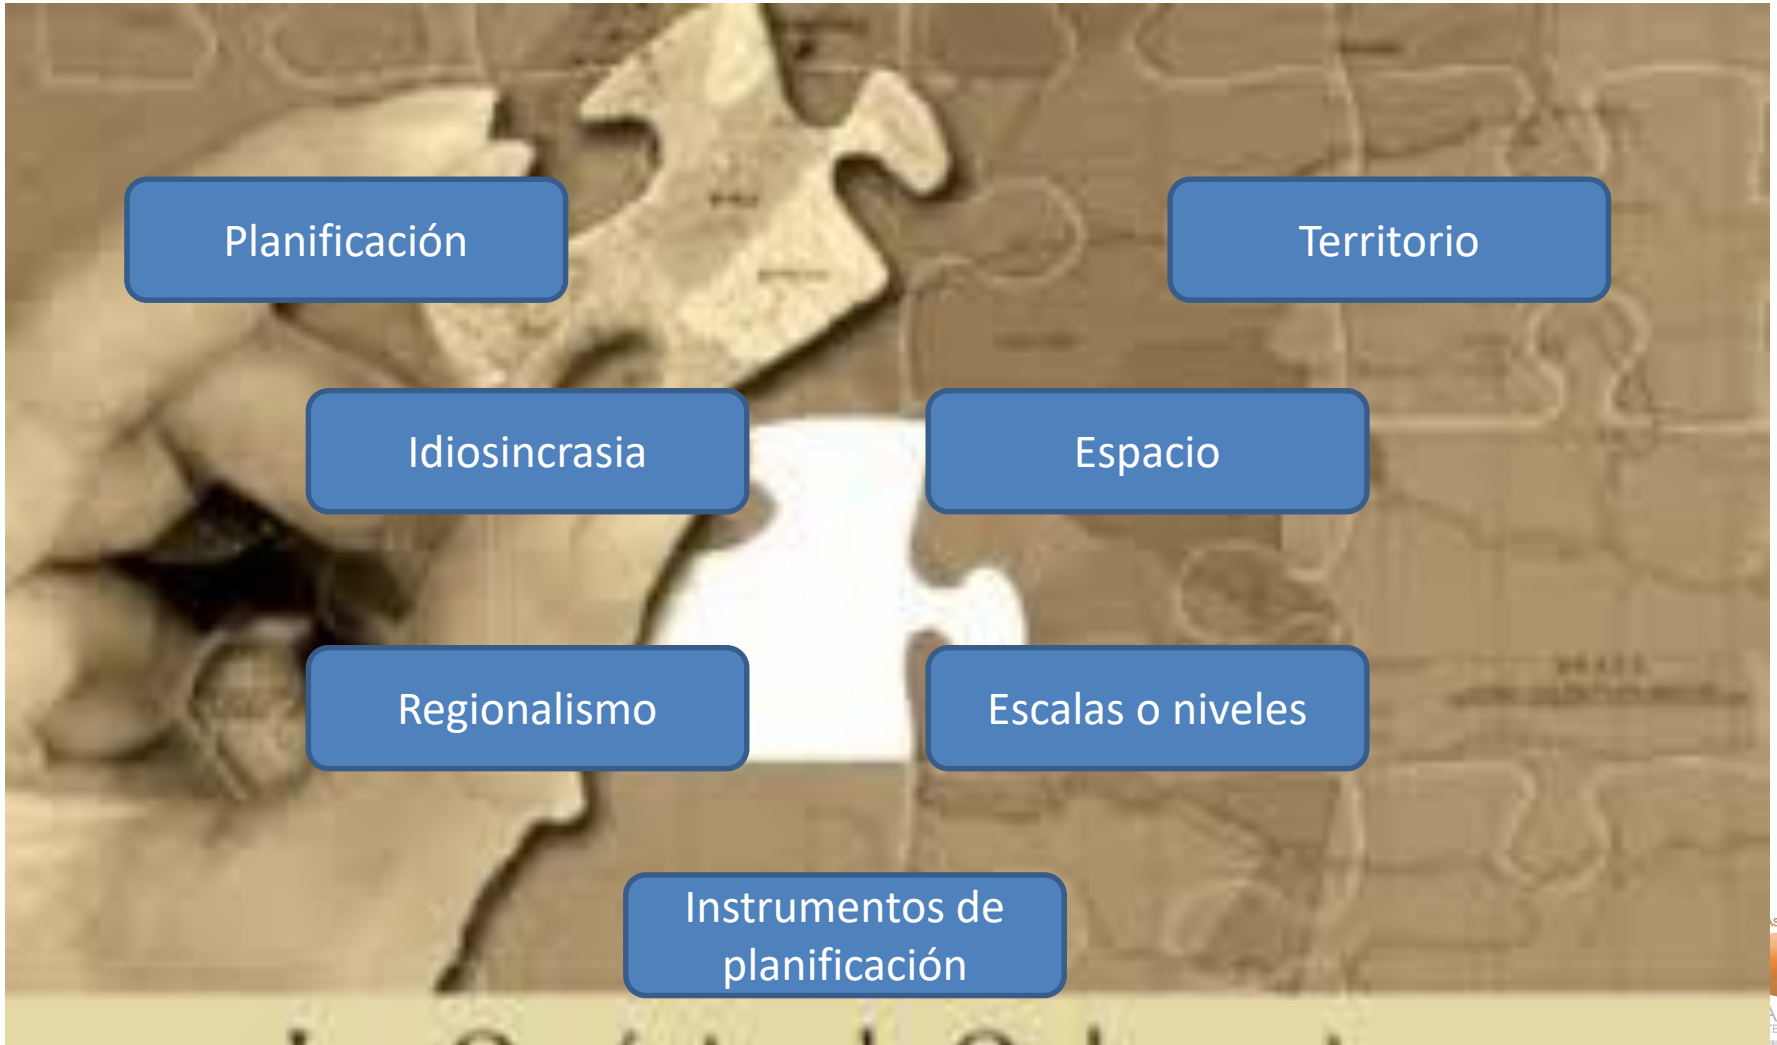 Planificación
Territorio
Idiosincrasia
Espacio
Regionalismo
Escalas o niveles
Instrumentos de
planificación